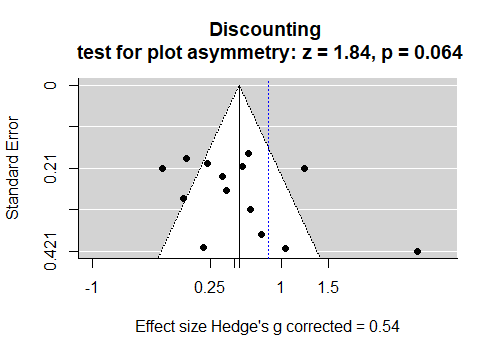 Discounting
test for plot asymmetry: z = 1.84, p = 0.064
Standard Error
0
0.21
0.421
-1
0.25
1
1.5
Effect size Hedge's g corrected = 0.54